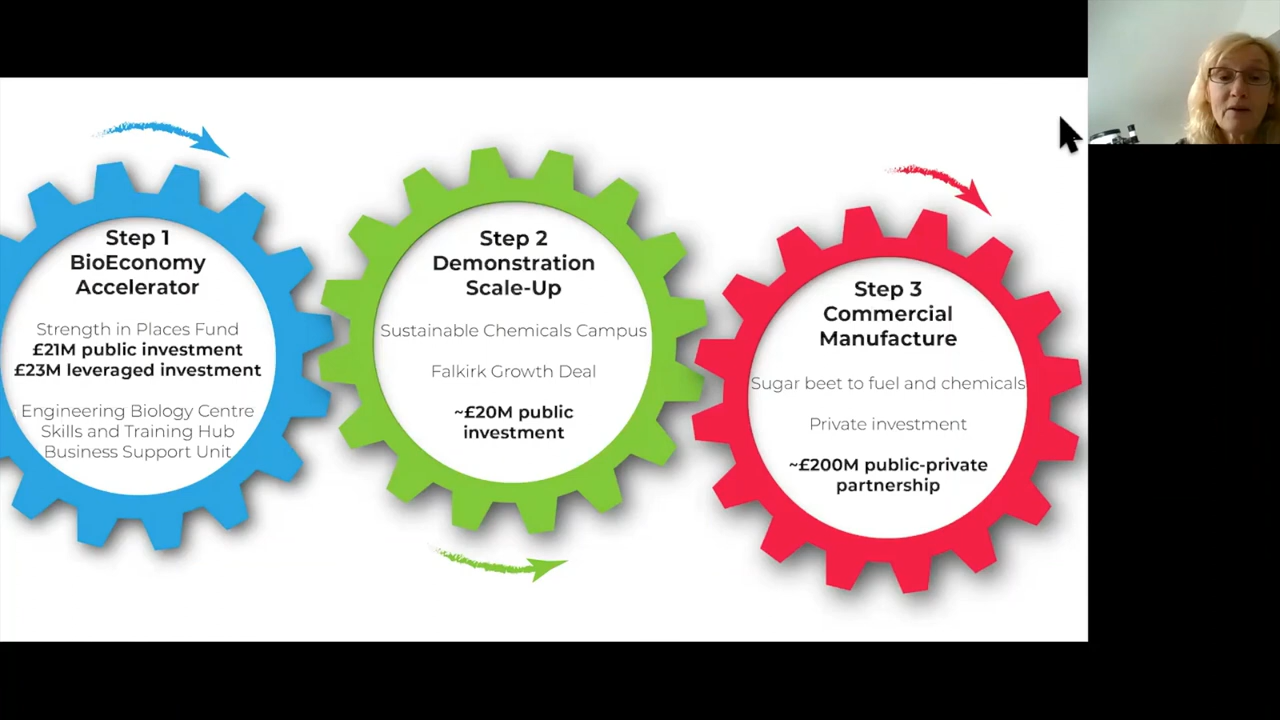 Step 1
BioEconomy
Accelerator
Strength in Places Fund
£21M public investment
£23M leveraged investment
Engineering Biology Centre
Skills and Training Hub
Business Support Unit
Step 2
Demonstration
Scale-Up
Sustainable Chemicals Campus
Falkirk Growth Deal
~£20M public
investment
Step 3
Commercial
Manufacture
Sugar beet to fuel and chemicals
Private investment
~£200M public-private
partnership